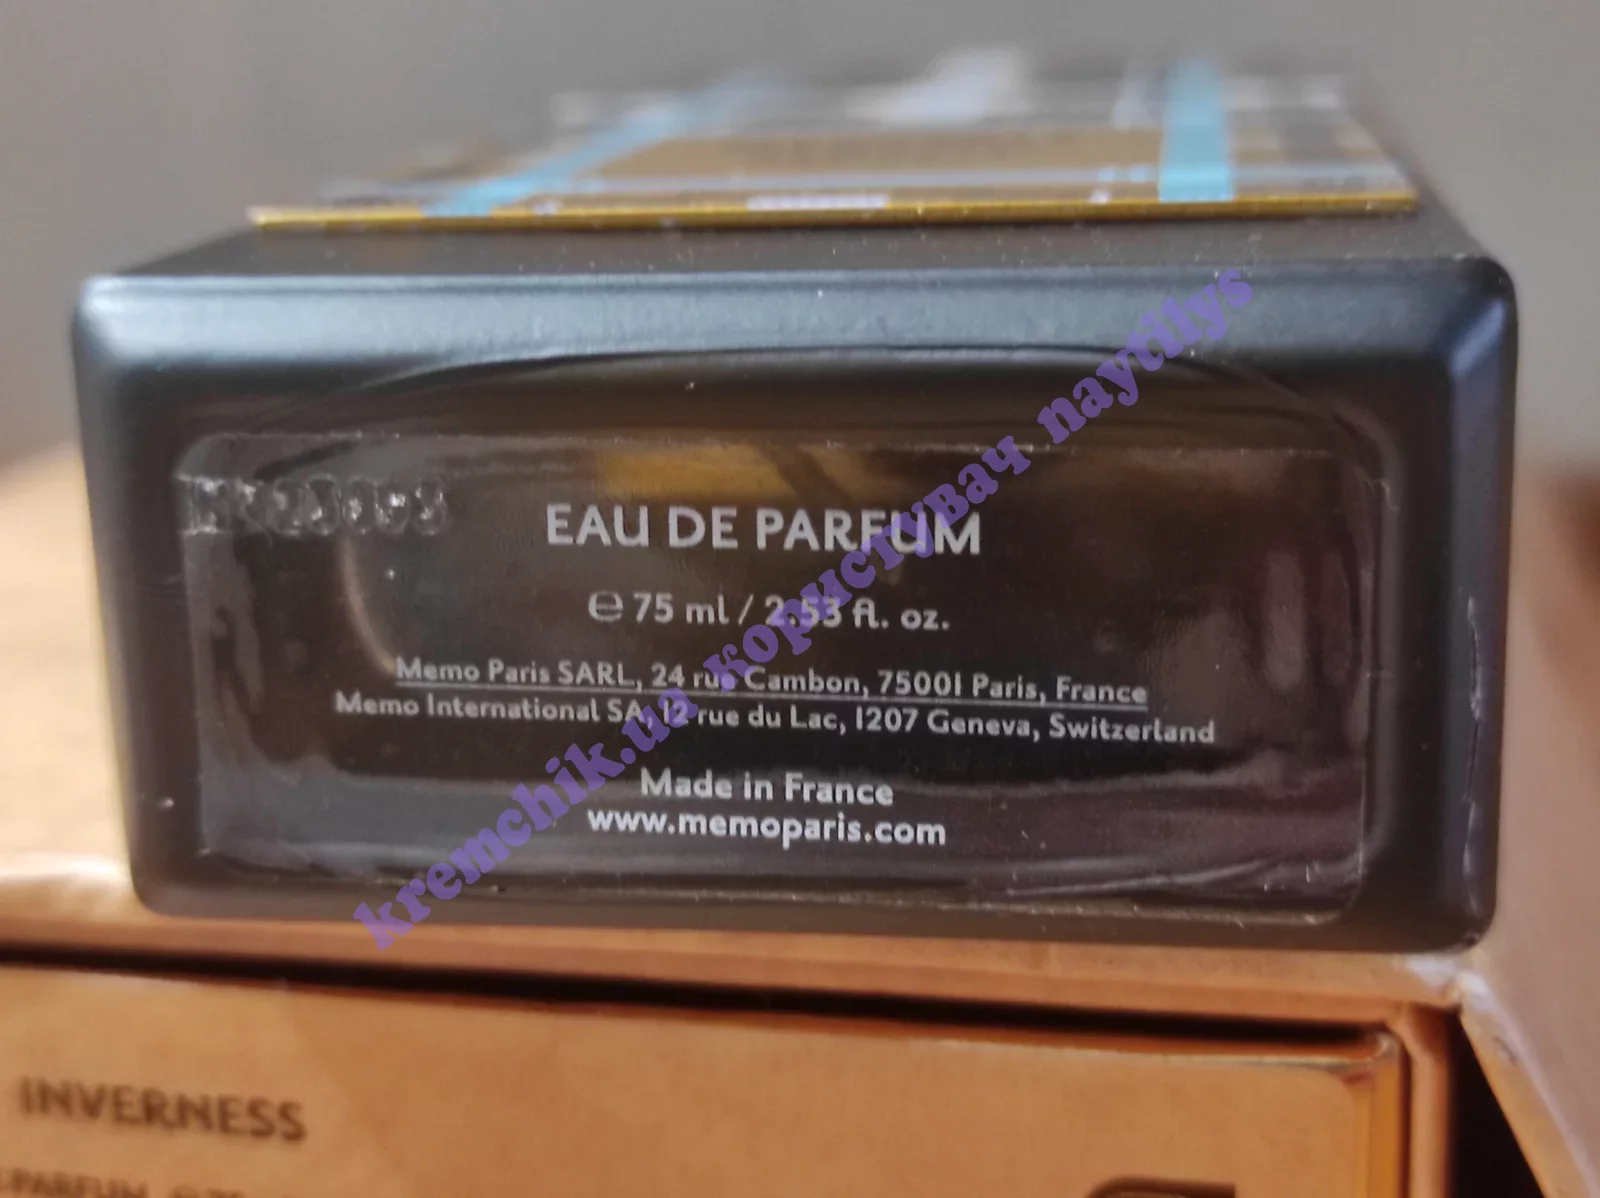 EAU DE PARFUM
℮ 75 ml / 2.53 fl. oz.
Memo Paris SARL, 24 rue Cambon, 75001 Paris, France
Memo International SA, 12 rue du Lac, 1207 Geneva, Switzerland
Made in France
www.memoparis.com
kremchik.ua користувач naytilys
INVERNESS
PARFUM ℮ 75